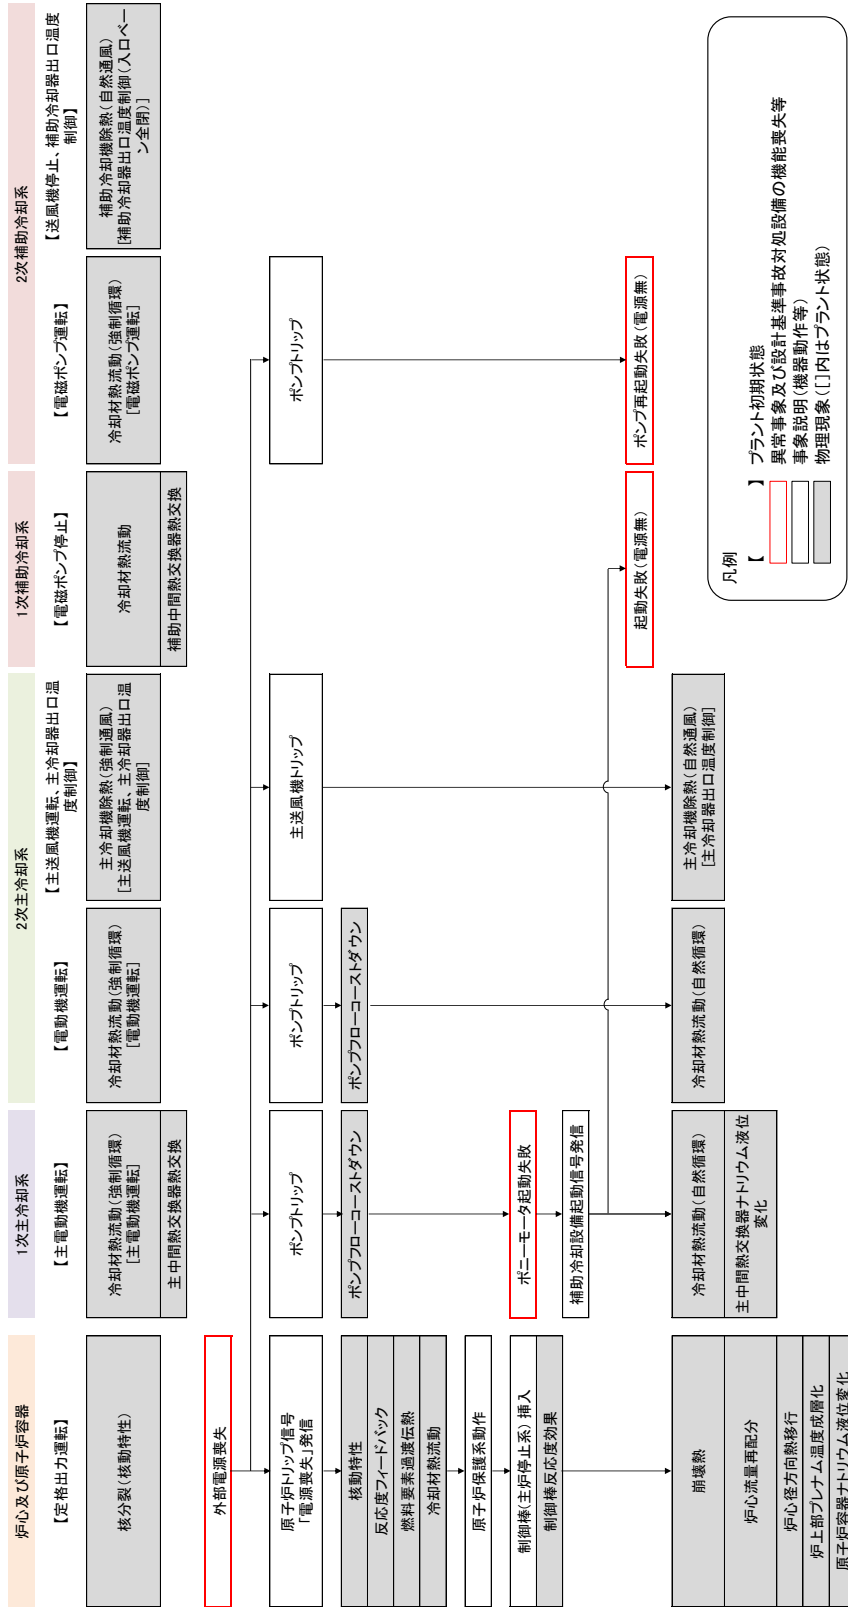 炉心及び原子炉容器
【定格出力運転】
核分裂(核動特性)
外部電源喪失
原子炉トリップ信号
「電源喪失」発信
核動特性
反応度フィードバック
燃料要素過渡伝熱
冷却材熱流動
原子炉保護系動作
制御棒(主炉停止系)挿入
制御棒反応度効果
崩壊熱
炉心流量再配分
炉心径方向熱移行
炉上部プレナム温度成層化
原子炉容器ナトリウム液位変化
1次主冷却系
【主電動機運転】
冷却材熱流動(強制循環)
[主電動機運転]
主中間熱交換器熱交換
ポンプトリップ
ポンプフローコーストダウン
ポニーモータ起動失敗
補助冷却設備起動信号発信
冷却材熱流動(自然循環)
主中間熱交換器ナトリウム液位
変化
2次主冷却系
【電動機運転】
冷却材熱流動(強制循環)
[電動機運転]
ポンプトリップ
ポンプフローコーストダウン
冷却材熱流動(自然循環)
【主送風機運転、主冷却器出口温
度制御】
主冷却機除熱(強制通風)
[主送風機運転、主冷却器出口温
度制御]
主送風機トリップ
主冷却機除熱(自然通風)
[主冷却器出口温度制御]
1次補助冷却系
【電磁ポンプ停止】
冷却材熱流動
補助中間熱交換器熱交換
起動失敗(電源無)
2次補助冷却系
【電磁ポンプ運転】
冷却材熱流動(強制循環)
[電磁ポンプ運転]
ポンプトリップ
ポンプ再起動失敗(電源無)
【送風機停止、補助冷却器出口温度
制御】
補助冷却機除熱(自然通風)
[補助冷却器出口温度制御(入口ベー
ン全閉)]
凡例
【 】 プラント初期状態
異常事象及び設計基準事故対処設備の機能喪失等
事象説明(機器動作等)
物理現象([]内はプラント状態)